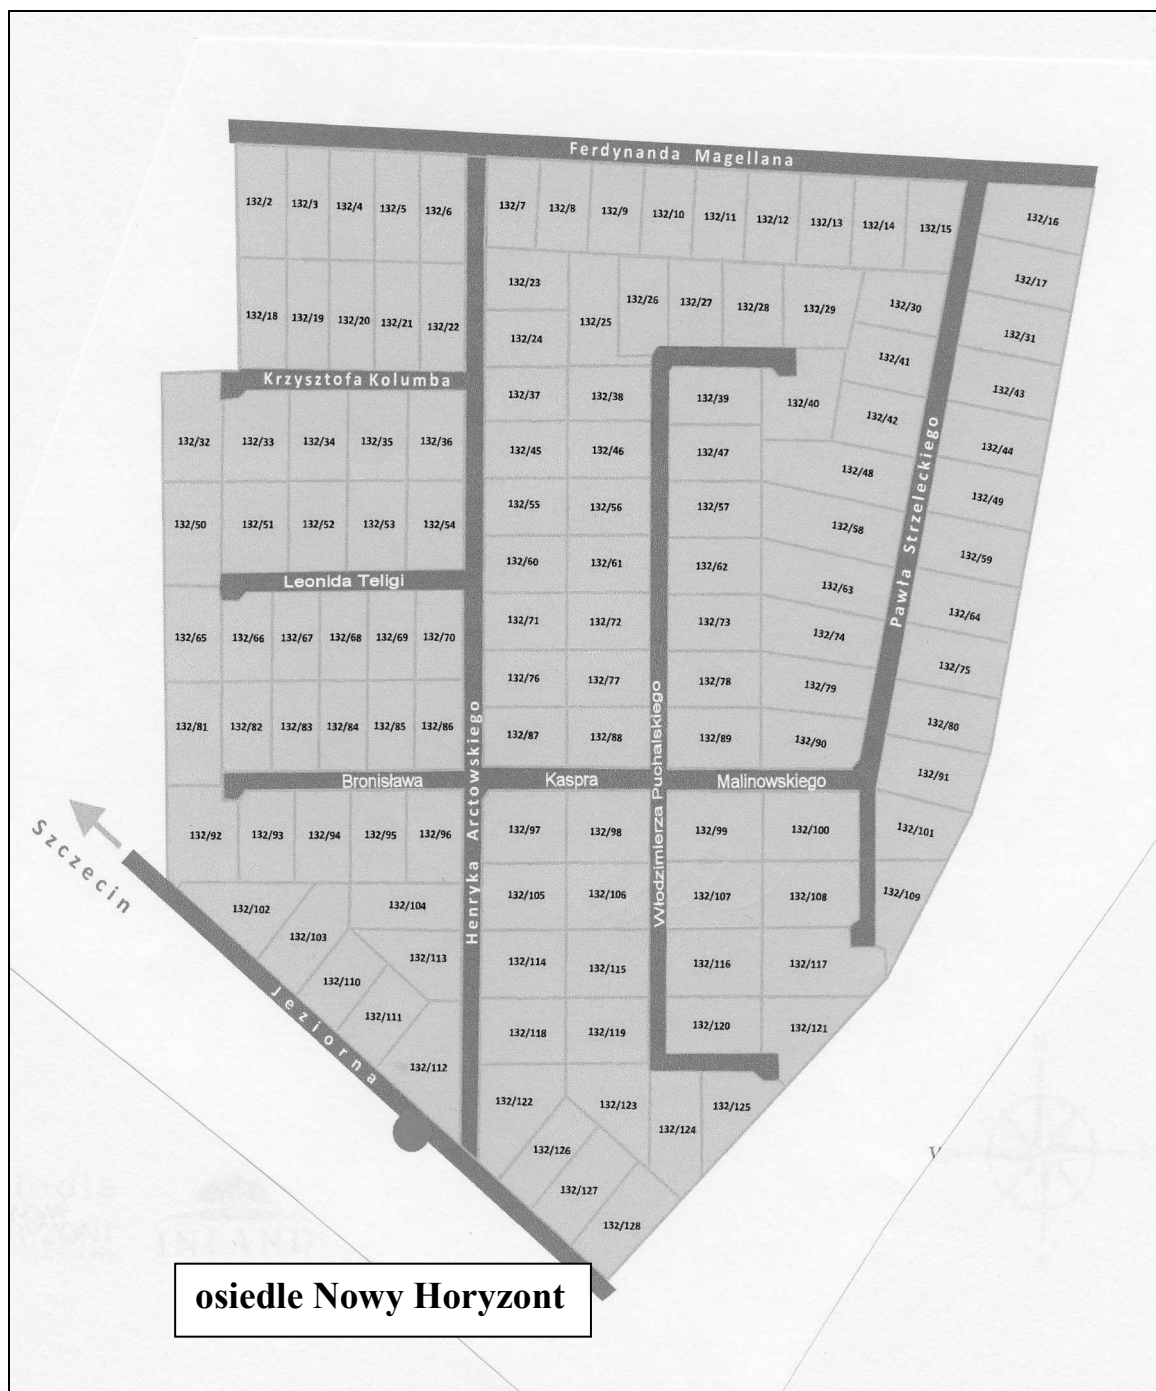 Ferdynanda Magellana
132/2 132/3 132/4 132/5 132/6 132/7 132/8 132/9 132/10 132/11 132/12 132/13 132/14 132/15 132/16
132/23 132/17
132/18 132/19 132/20 132/21 132/22 132/25 132/26 132/27 132/28 132/29 132/30
132/24 132/31
Krzysztofa Kolumba
132/41
132/37 132/38 132/39 132/40 132/43
132/42
132/32 132/33 132/34 132/35 132/36
132/45 132/46 132/47 132/44
132/48
132/50 132/51 132/52 132/53 132/54
132/55 132/56 132/57 132/49
132/58
Pawła Strzeleckiego
132/60 132/61 132/62 132/59
Leonida Teligi
132/63
132/71 132/72 132/73 132/64
132/65 132/66 132/67 132/68 132/69 132/70
132/74
132/76 132/77 132/78 132/79 132/75
132/81 132/82 132/83 132/84 132/85 132/86
132/87 132/88 132/89 132/90 132/80
Henryka Arctowskiego
Włodzimierza Puchalskiego
Bronisława Kaspra Malinowskiego
132/91
132/92 132/93 132/94 132/95 132/96 132/97 132/98 132/99 132/100 132/101
Szczecin
132/102 132/104 132/105 132/106 132/107 132/108 132/109
132/103
132/113 132/114 132/115 132/116 132/117
132/110
132/111 132/118 132/119 132/120 132/121
Jeziorna
132/112
132/122 132/123 132/125
132/124
132/126
132/127
132/128
V
INLAND
osiedle Nowy Horyzont